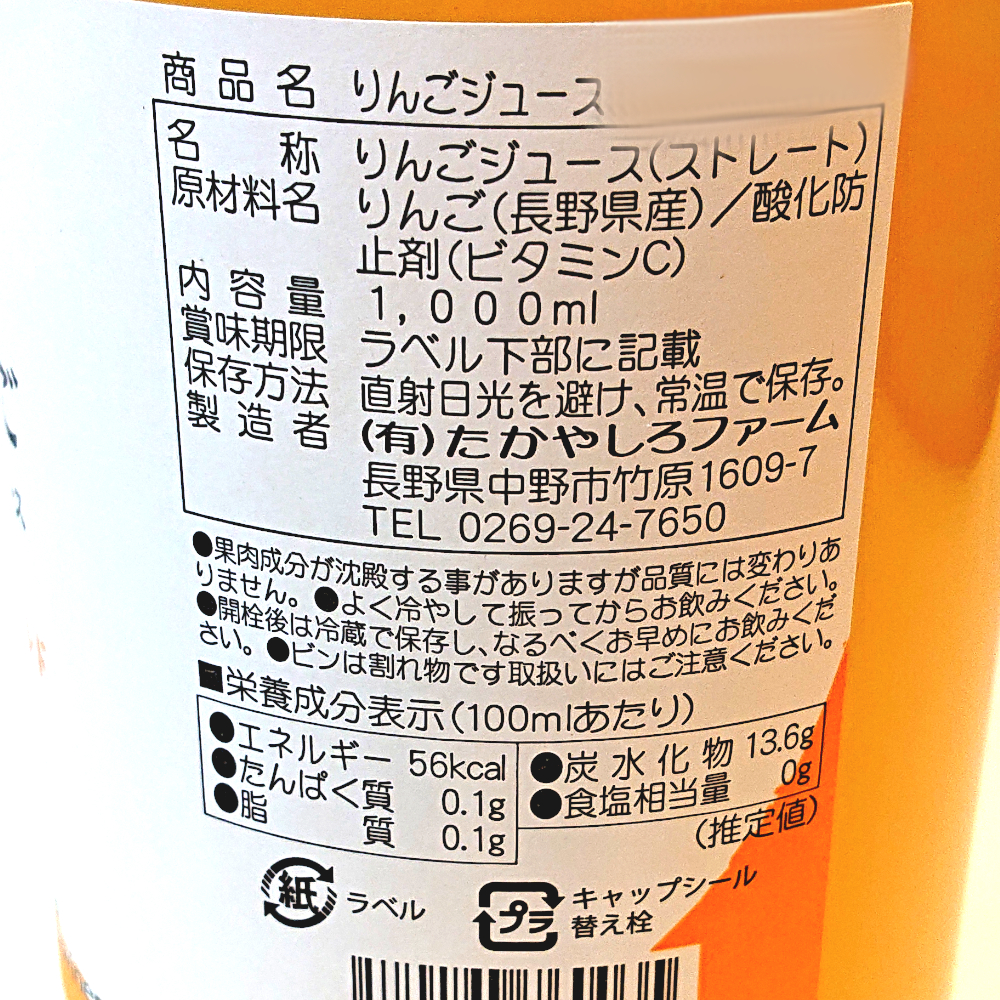 商品名 りんごジュース
名称 りんごジュース(ストレート)
原材料名 りんご(長野県産)／酸化防
止剤(ビタミンC)
内容量 1,000ml
賞味期限 ラベル下部に記載
保存方法 直射日光を避け、常温で保存。
製造者 (有)たかやしろファーム
長野県中野市竹原1609-7
TEL 0269-24-7650
●果肉成分が沈殿する事がありますが品質には変わりあ
りません。●よく冷やして振ってからお飲みください。
●開栓後は冷蔵で保存し、なるべくお早めにお飲みくだ
さい。●ビンは割れ物です取扱いにはご注意ください。
■栄養成分表示(100mlあたり)
●エネルギー 56kcal ●炭水化物 13.6g
●たんぱく質 0.1g ●食塩相当量 0g
●脂質 0.1g
(推定値)
紙 ラベル
プラ キャップシール
替え栓